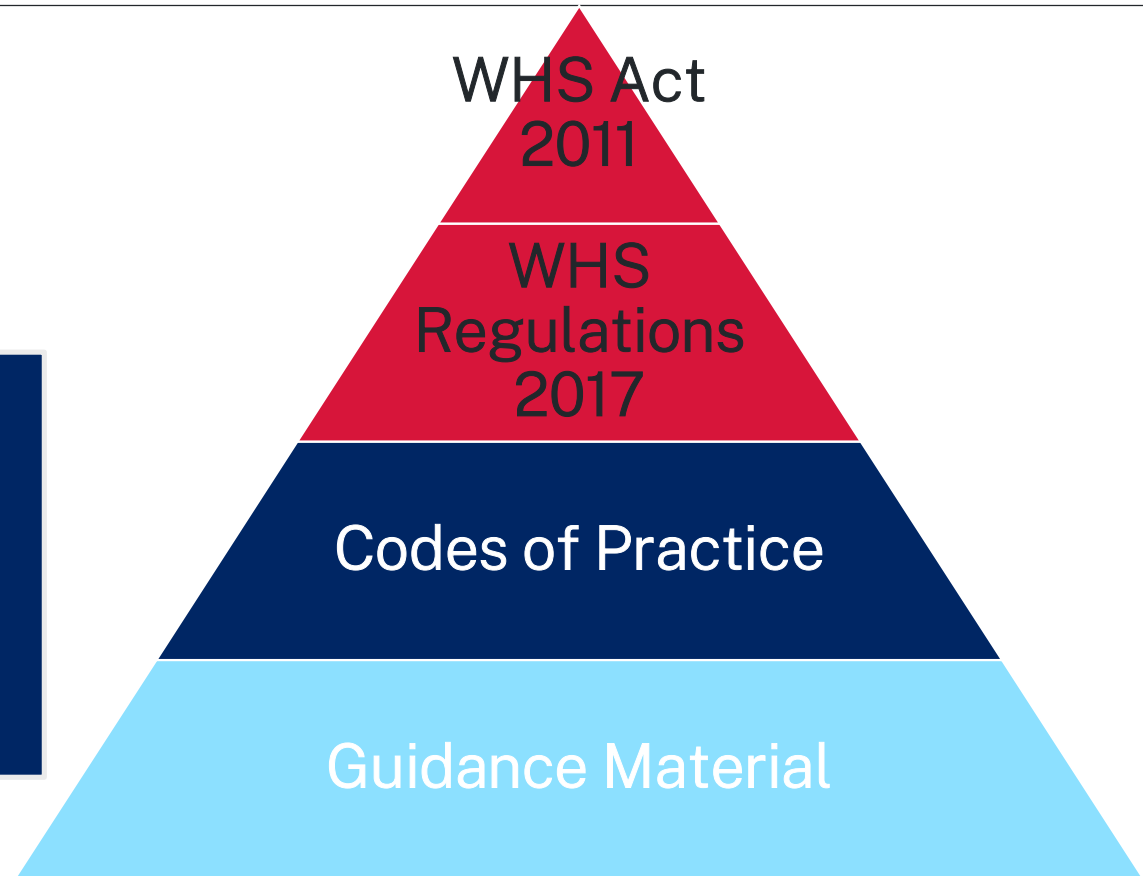 WHS Act
2011
WHS
Regulations
2017
Codes of Practice
Guidance Material